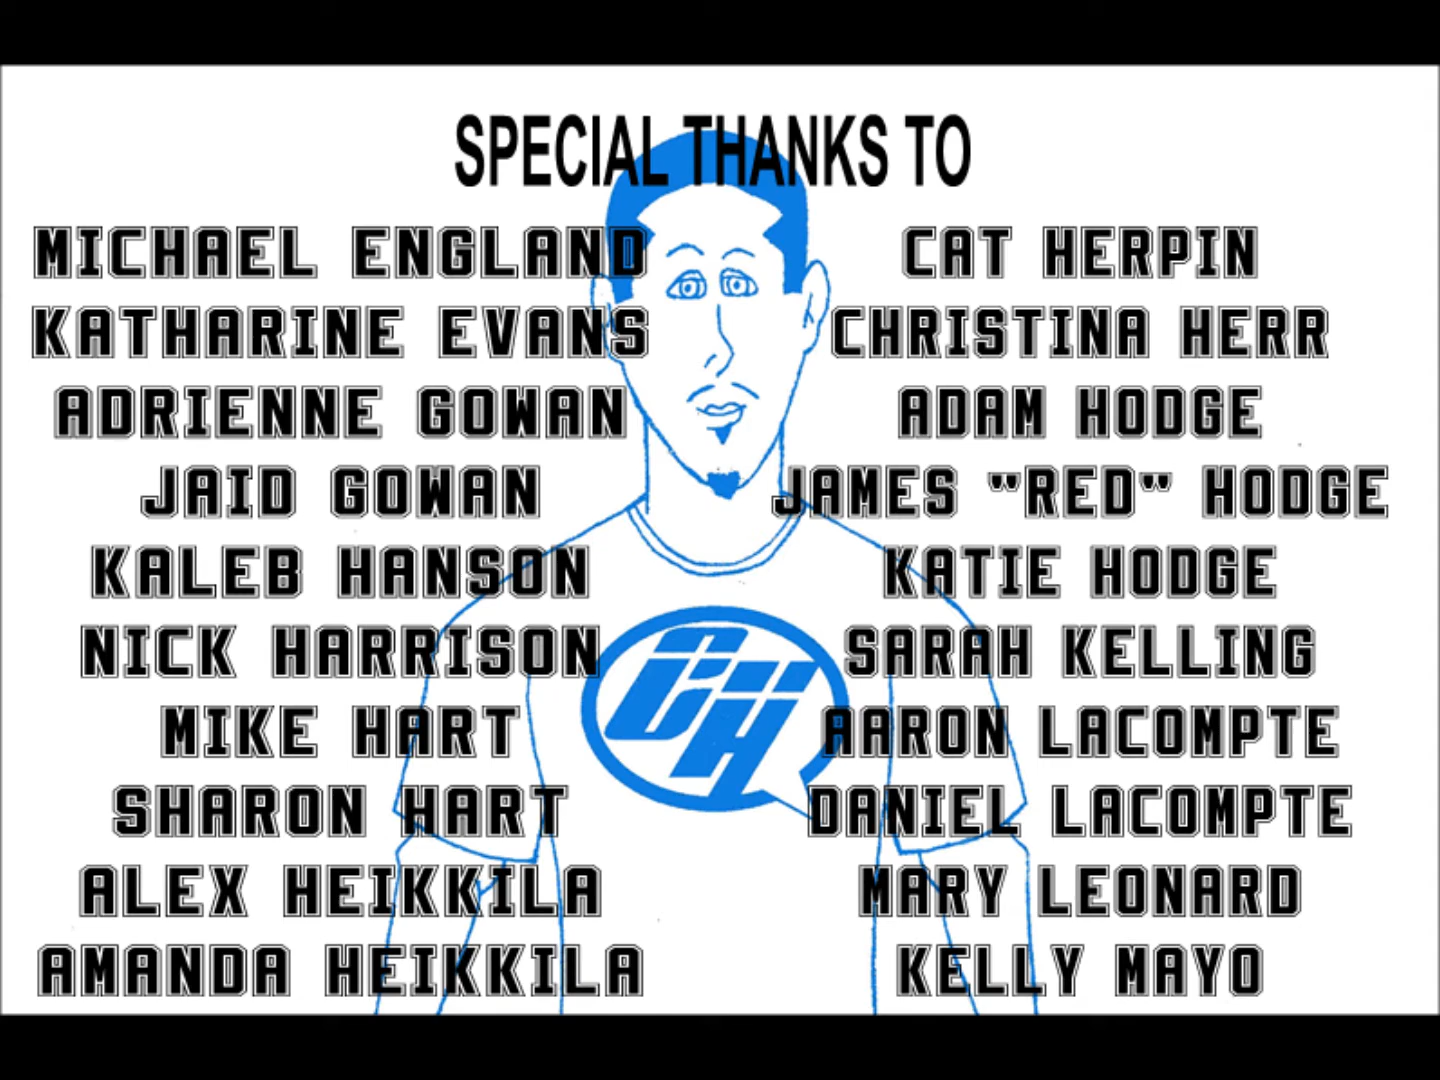 SPECIAL THANKS TO
MICHAEL ENGLAND
KATHARINE EVANS
ADRIENNE GOWAN
JAID GOWAN
KALEB HANSON
NICK HARRISON
MIKE HART
SHARON HART
ALEX HEIKKILA
AMANDA HEIKKILA
CAT HERPIN
CHRISTINA HERR
ADAM HODGE
JAMES "RED" HODGE
KATIE HODGE
SARAH KELLING
AARON LACOMPTE
DANIEL LACOMPTE
MARY LEONARD
KELLY MAYO
CH